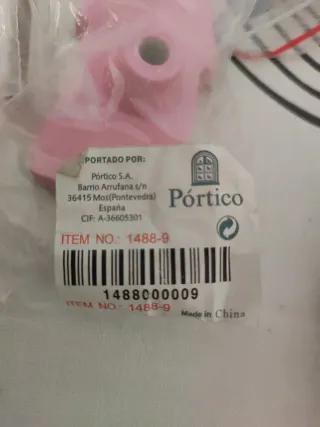 PORTADO POR:
Pórtico S.A.
Barrio Arrufana s/n
36415 Mos(Pontevedra)
España
CIF: A-36605301
Pórtico
ITEM NO.: 1488-9
1488000009
ITEM NO.: 1488-9
Made in China